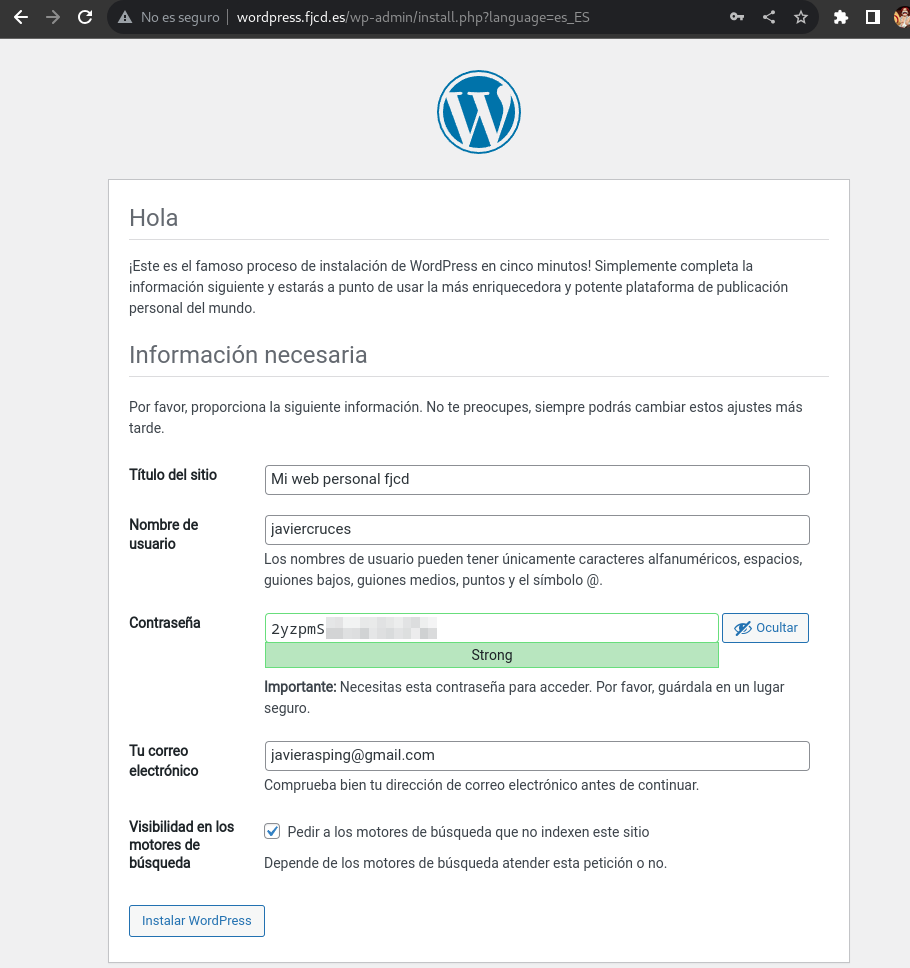 No es seguro wordpress.fjcd.es/wp-admin/install.php?language=es_ES
Hola
¡Este es el famoso proceso de instalación de WordPress en cinco minutos! Simplemente completa la
información siguiente y estarás a punto de usar la más enriquecedora y potente plataforma de publicación
personal del mundo.
Información necesaria
Por favor, proporciona la siguiente información. No te preocupes, siempre podrás cambiar estos ajustes más
tarde.
Título del sitio
Mi web personal fjcd
Nombre de
usuario
javiercruces
Los nombres de usuario pueden tener únicamente caracteres alfanuméricos, espacios,
guiones bajos, guiones medios, puntos y el símbolo @.
Contraseña
2yzpmS
Ocultar
Strong
Importante: Necesitas esta contraseña para acceder. Por favor, guárdala en un lugar
seguro.
Tu correo
electrónico
javierasping@gmail.com
Comprueba bien tu dirección de correo electrónico antes de continuar.
Visibilidad en los
motores de
búsqueda
Pedir a los motores de búsqueda que no indexen este sitio
Depende de los motores de búsqueda atender esta petición o no.
Instalar WordPress